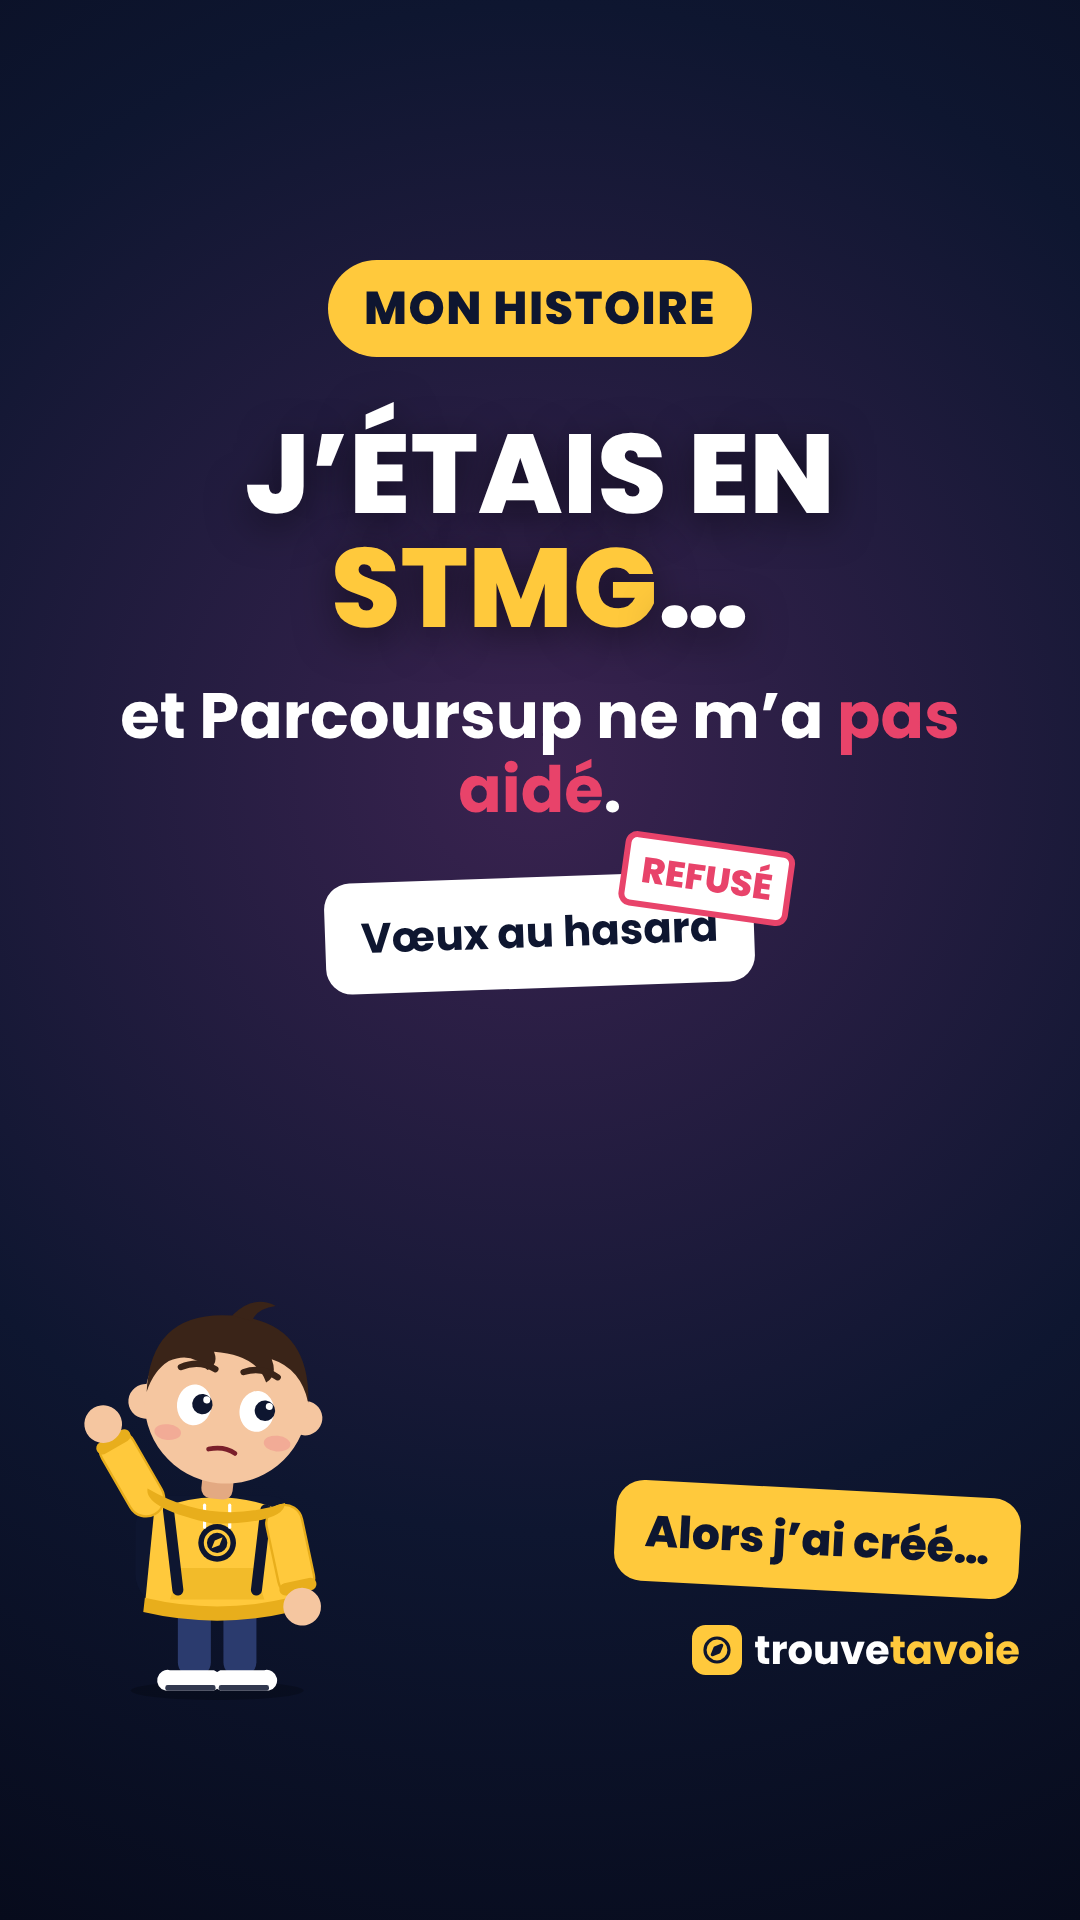 MON HISTOIRE
J’ÉTAIS EN
STMG...
et Parcoursup ne m’a pas
aidé.
REFUSÉ
Vœux au hasard
Alors j’ai créé...
trouvetavoie